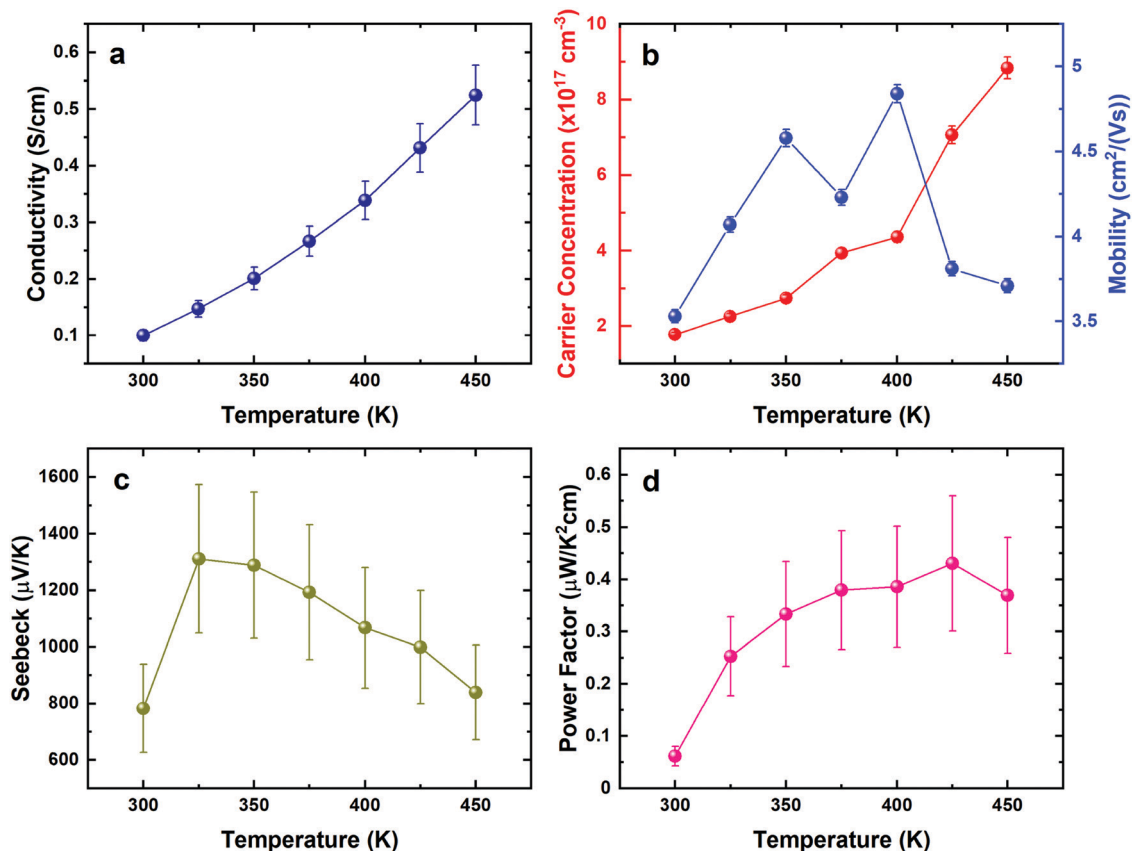 a
Conductivity (S/cm)
0.6
0.5
0.4
0.3
0.2
0.1
300 350 400 450
Temperature (K)
b
Carrier Concentration (x10¹⁷ cm⁻³)
10
8
6
4
2
Mobility (cm²/(Vs))
5
4.5
4
3.5
300 350 400 450
Temperature (K)
c
Seebeck (μV/K)
1600
1400
1200
1000
800
600
300 350 400 450
Temperature (K)
d
Power Factor (μW/K²cm)
0.6
0.5
0.4
0.3
0.2
0.1
0
300 350 400 450
Temperature (K)